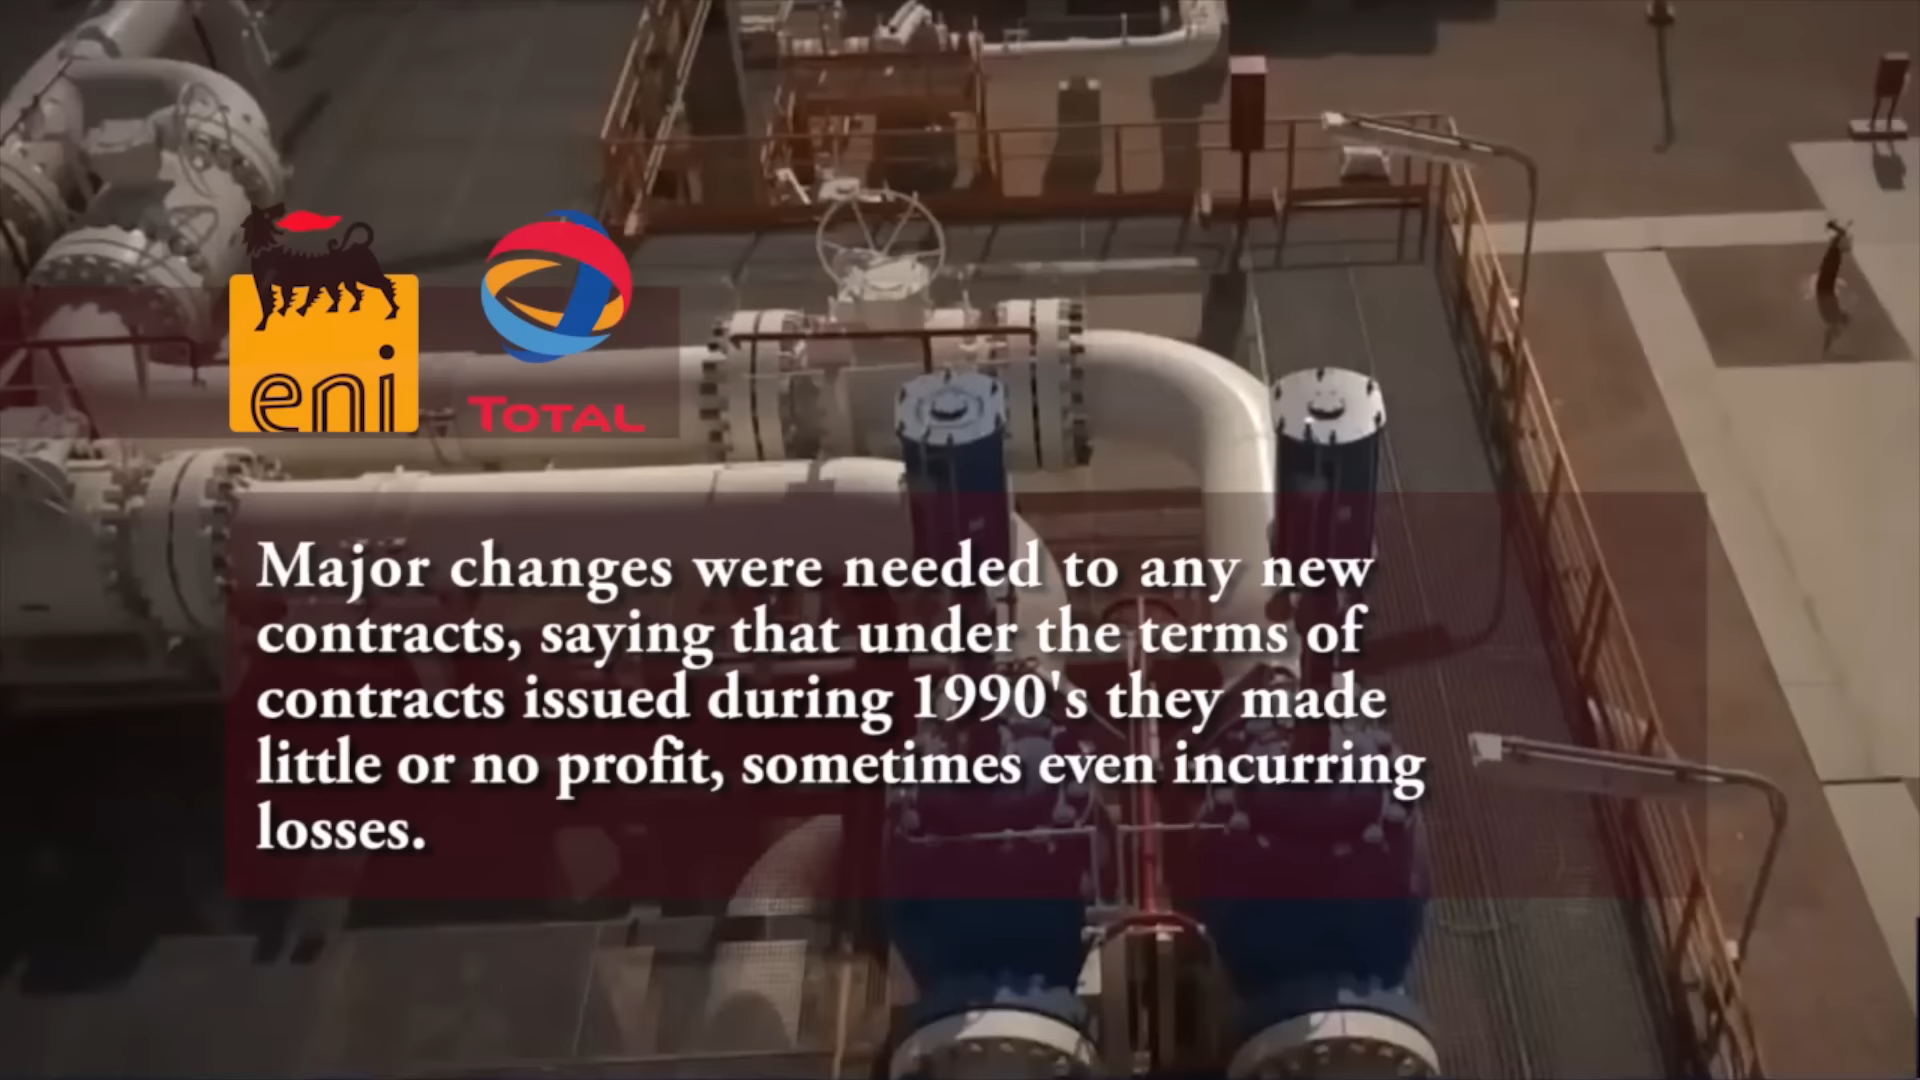 eni
TOTAL
Major changes were needed to any new
contracts, saying that under the terms of
contracts issued during 1990's they made
little or no profit, sometimes even incurring
losses.